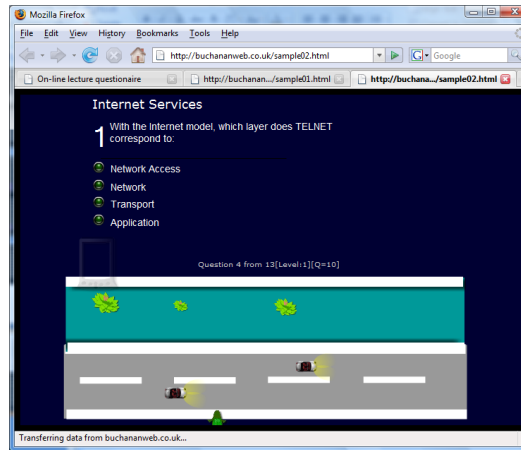 Mozilla Firefox
File Edit View History Bookmarks Tools Help
http://buchananweb.co.uk/sample02.html
Google
On-line lecture questionaire
http://buchanan.../sample01.html
http://buchana.../sample02.html
Internet Services
1 With the Internet model, which layer does TELNET
correspond to:
Network Access
Network
Transport
Application
Question 4 from 13[Level:1][Q=10]
Transferring data from buchananweb.co.uk...